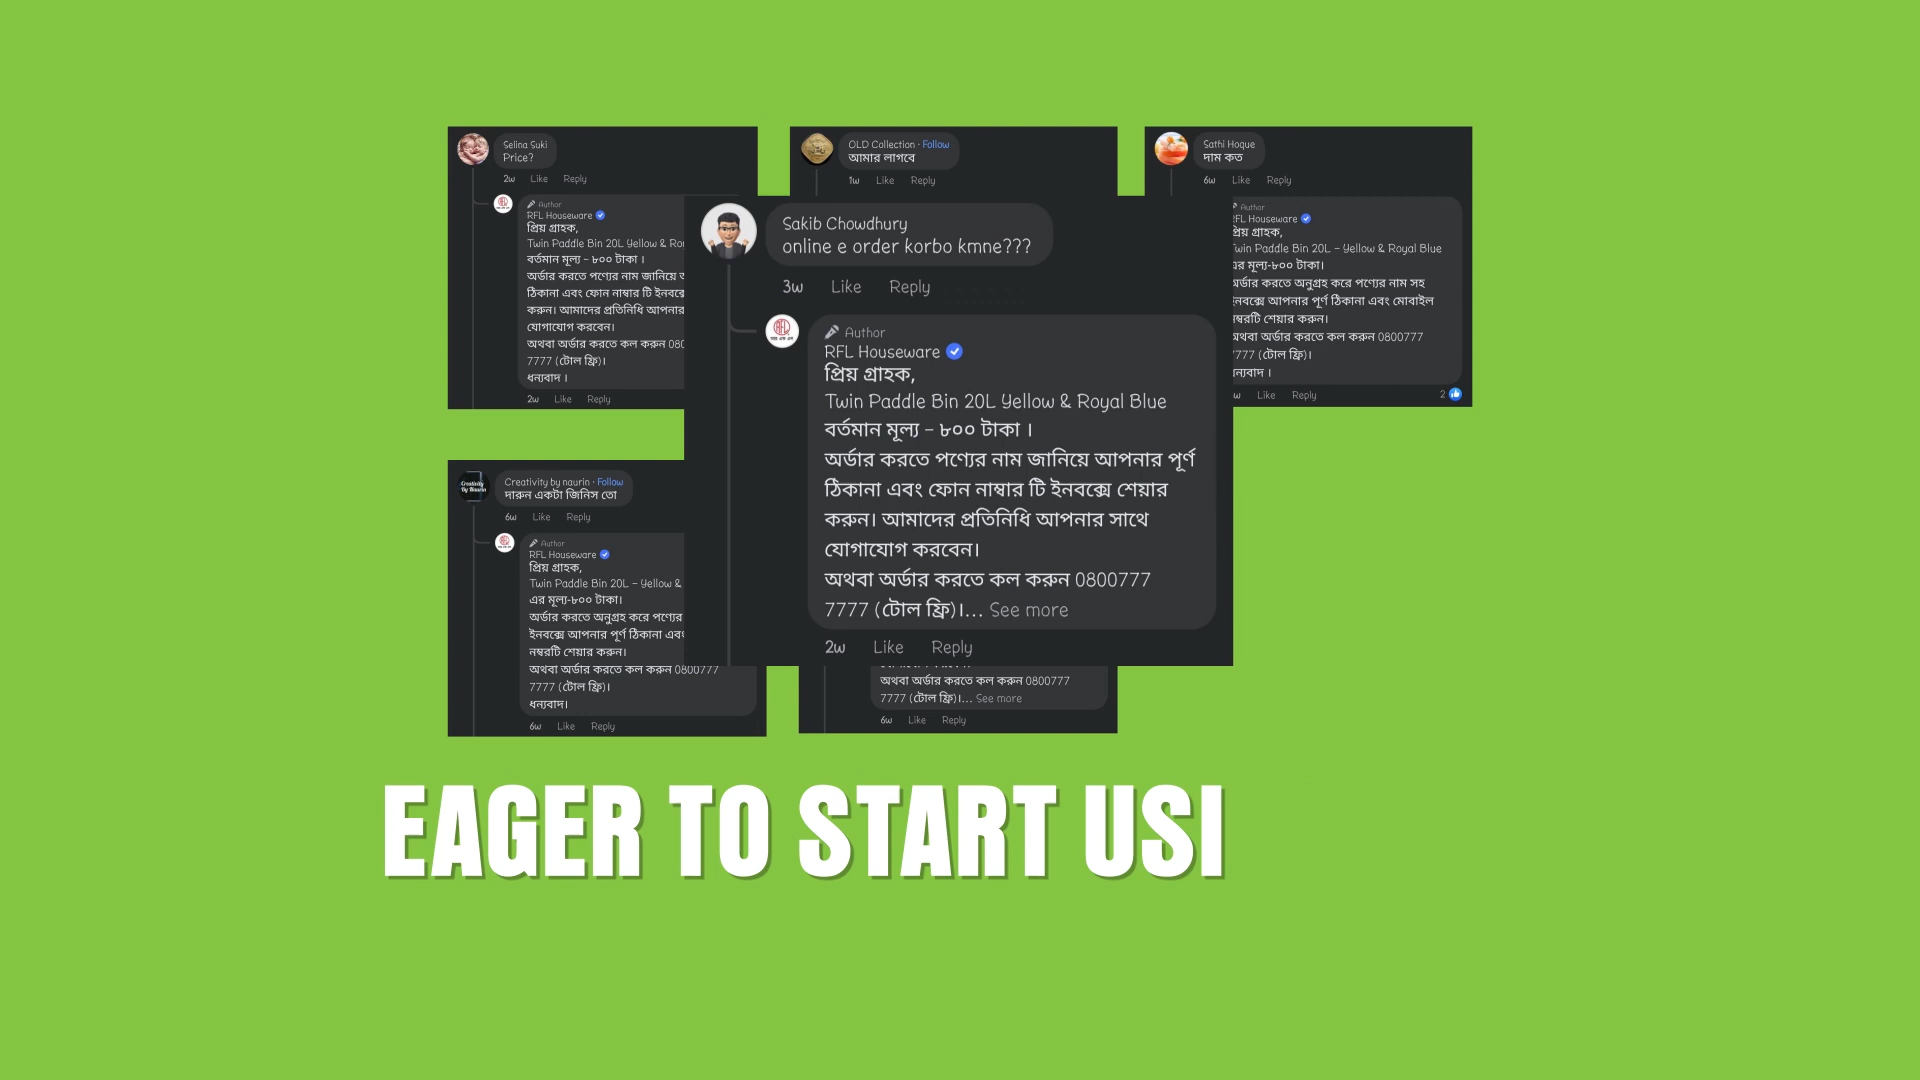 Selina Suki
Price?
2w Like Reply
Author
RFL Houseware
প্রিয় গ্রাহক,
Twin Paddle Bin 20L Yellow &
বর্তমান মূল্য - ৮০০ টাকা ।
অর্ডার করতে পণ্যের নাম জানিয়ে
ঠিকানা এবং ফোন নাম্বার টি ইনবক্সে
করুন। আমাদের প্রতিনিধি আপনার
যোগাযোগ করবেন।
অথবা অর্ডার করতে কল করুন 080
7777 (টোল ফ্রি)।
ধন্যবাদ ।
2w Like Reply
OLD Collection · Follow
আমার লাগবে
1w Like Reply
Sathi Hoque
দাম কত
6w Like Reply
Author
RFL Houseware
প্রিয় গ্রাহক,
Twin Paddle Bin 20L – Yellow & Royal Blue
এর মূল্য-৮০০ টাকা।
অর্ডার করতে অনুগ্রহ করে পণ্যের নাম সহ
ইনবক্সে আপনার পূর্ণ ঠিকানা এবং মোবাইল
নম্বরটি শেয়ার করুন।
অথবা অর্ডার করতে কল করুন 0800777
7777 (টোল ফ্রি)।
ধন্যবাদ ।
w Like Reply 2
Sakib Chowdhury
online e order korbo kmne???
3w Like Reply
Author
RFL Houseware
প্রিয় গ্রাহক,
Twin Paddle Bin 20L Yellow & Royal Blue
বর্তমান মূল্য - ৮০০ টাকা ।
অর্ডার করতে পণ্যের নাম জানিয়ে আপনার পূর্ণ
ঠিকানা এবং ফোন নাম্বার টি ইনবক্সে শেয়ার
করুন। আমাদের প্রতিনিধি আপনার সাথে
যোগাযোগ করবেন।
অথবা অর্ডার করতে কল করুন 0800777
7777 (টোল ফ্রি)।... See more
2w Like Reply
Creativity by naurin · Follow
দারুন একটা জিনিস তো
6w Like Reply
Author
RFL Houseware
প্রিয় গ্রাহক,
Twin Paddle Bin 20L – Yellow &
এর মূল্য-৮০০ টাকা।
অর্ডার করতে অনুগ্রহ করে পণ্যের
ইনবক্সে আপনার পূর্ণ ঠিকানা এবং
নম্বরটি শেয়ার করুন।
অথবা অর্ডার করতে কল করুন 0800777
7777 (টোল ফ্রি)।
ধন্যবাদ।
6w Like Reply
অথবা অর্ডার করতে কল করুন 0800777
7777 (টোল ফ্রি)।... See more
6w Like Reply
EAGER TO START USI